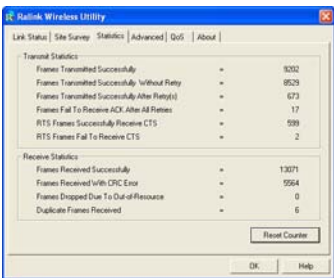 Ralink Wireless Utility
Link Status Site Survey Statistics Advanced QoS About
Transmit Statistics
Frames Transmitted Successfully = 9202
Frames Transmitted Successfully Without Retry = 8529
Frames Transmitted Successfully After Retry(s) = 673
Frames Fail To Receive ACK After All Retries = 17
RTS Frames Successfully Receive CTS = 599
RTS Frames Fail To Receive CTS = 2
Receive Statistics
Frames Received Successfully = 13071
Frames Received With CRC Error = 5564
Frames Dropped Due To Out-of-Resource = 0
Duplicate Frames Received = 6
Reset Counter
OK Help